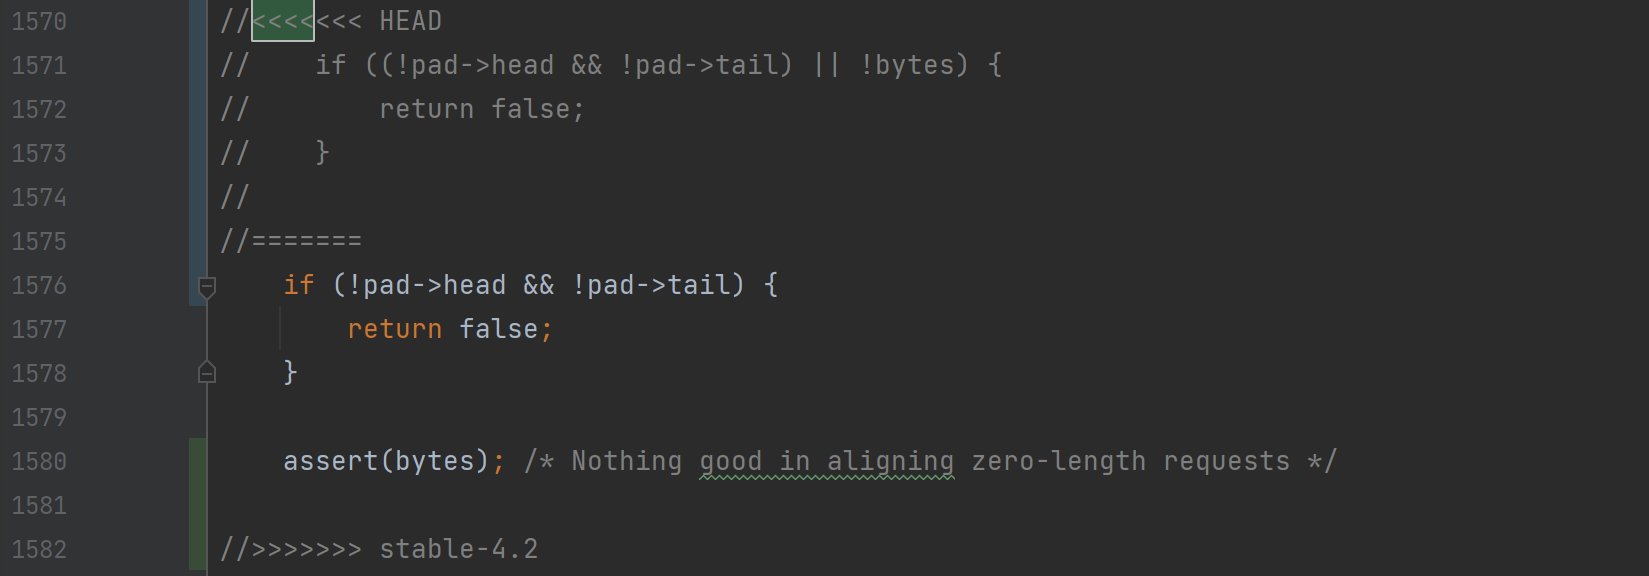 1570 //<<<<<<< HEAD
1571 //    if ((!pad->head && !pad->tail) || !bytes) {
1572 //        return false;
1573 //    }
1574 //
1575 //=======
1576     if (!pad->head && !pad->tail) {
1577         return false;
1578     }
1579
1580     assert(bytes); /* Nothing good in aligning zero-length requests */
1581
1582 //>>>>>>> stable-4.2